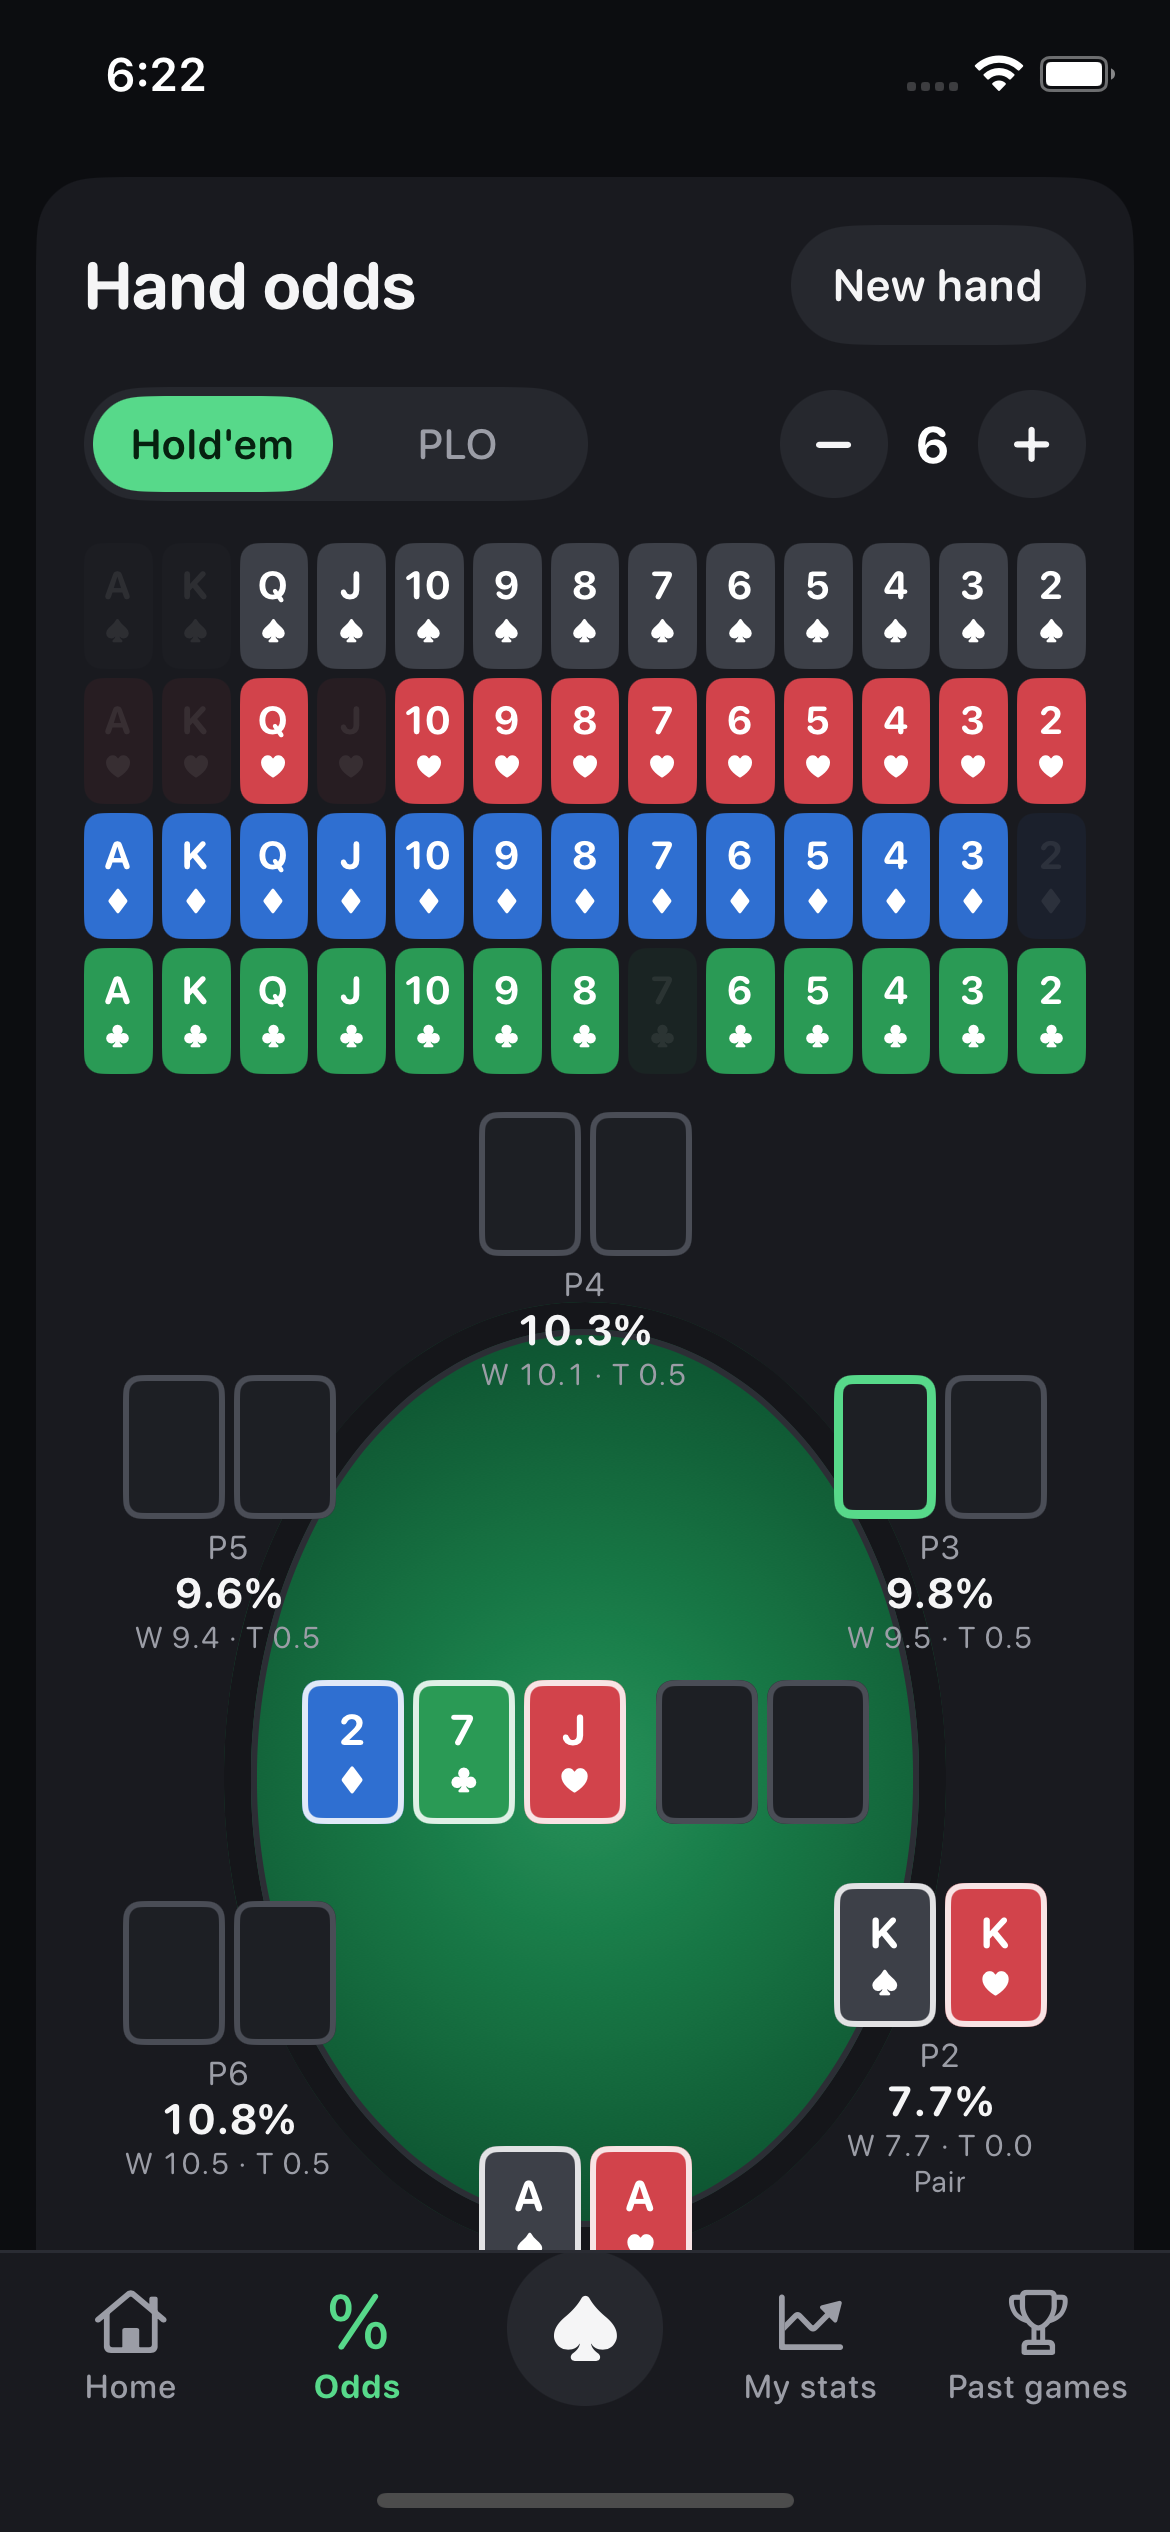 6:22
Hand odds
New hand
Hold'em PLO
6
A K Q J 10 9 8 7 6 5 4 3 2
A K Q J 10 9 8 7 6 5 4 3 2
A K Q J 10 9 8 7 6 5 4 3 2
A K Q J 10 9 8 7 6 5 4 3 2
P4
10.3%
W 10.1 · T 0.5
P5
9.6%
W 9.4 · T 0.5
P3
9.8%
W 9.5 · T 0.5
2 7 J
K K
P6
10.8%
W 10.5 · T 0.5
P2
7.7%
W 7.7 · T 0.0
Pair
A A
Home
% Odds
My stats
Past games